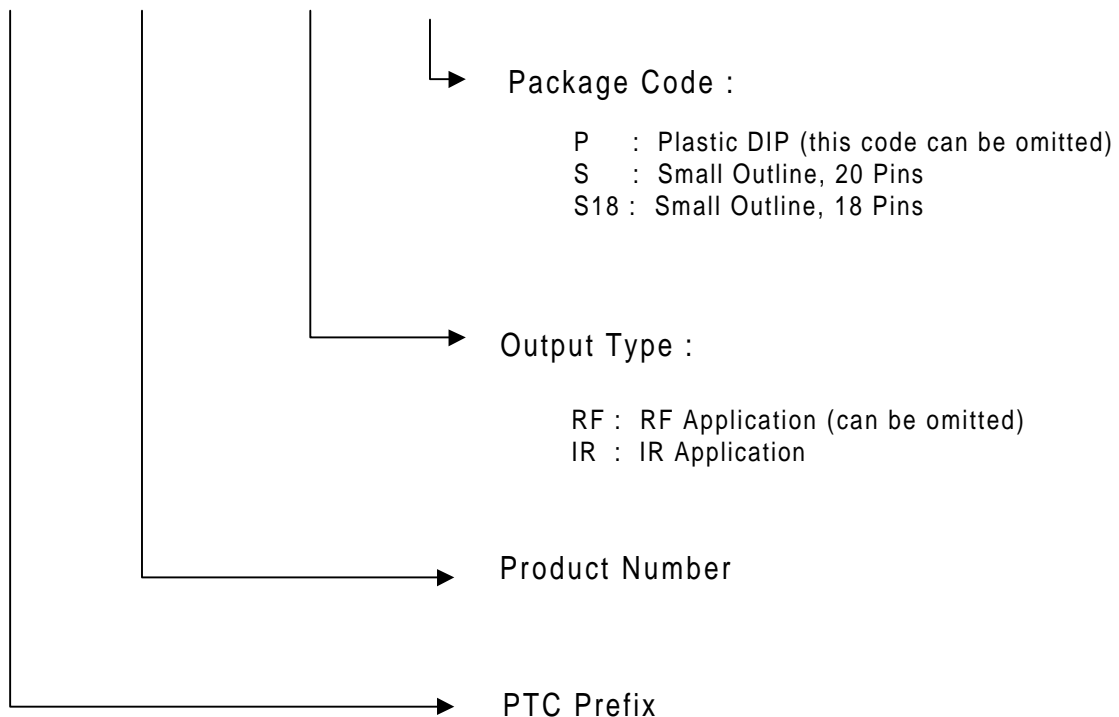 Package Code :
P : Plastic DIP (this code can be omitted)
S : Small Outline, 20 Pins
S18 : Small Outline, 18 Pins
Output Type :
RF : RF Application (can be omitted)
IR : IR Application
Product Number
PTC Prefix